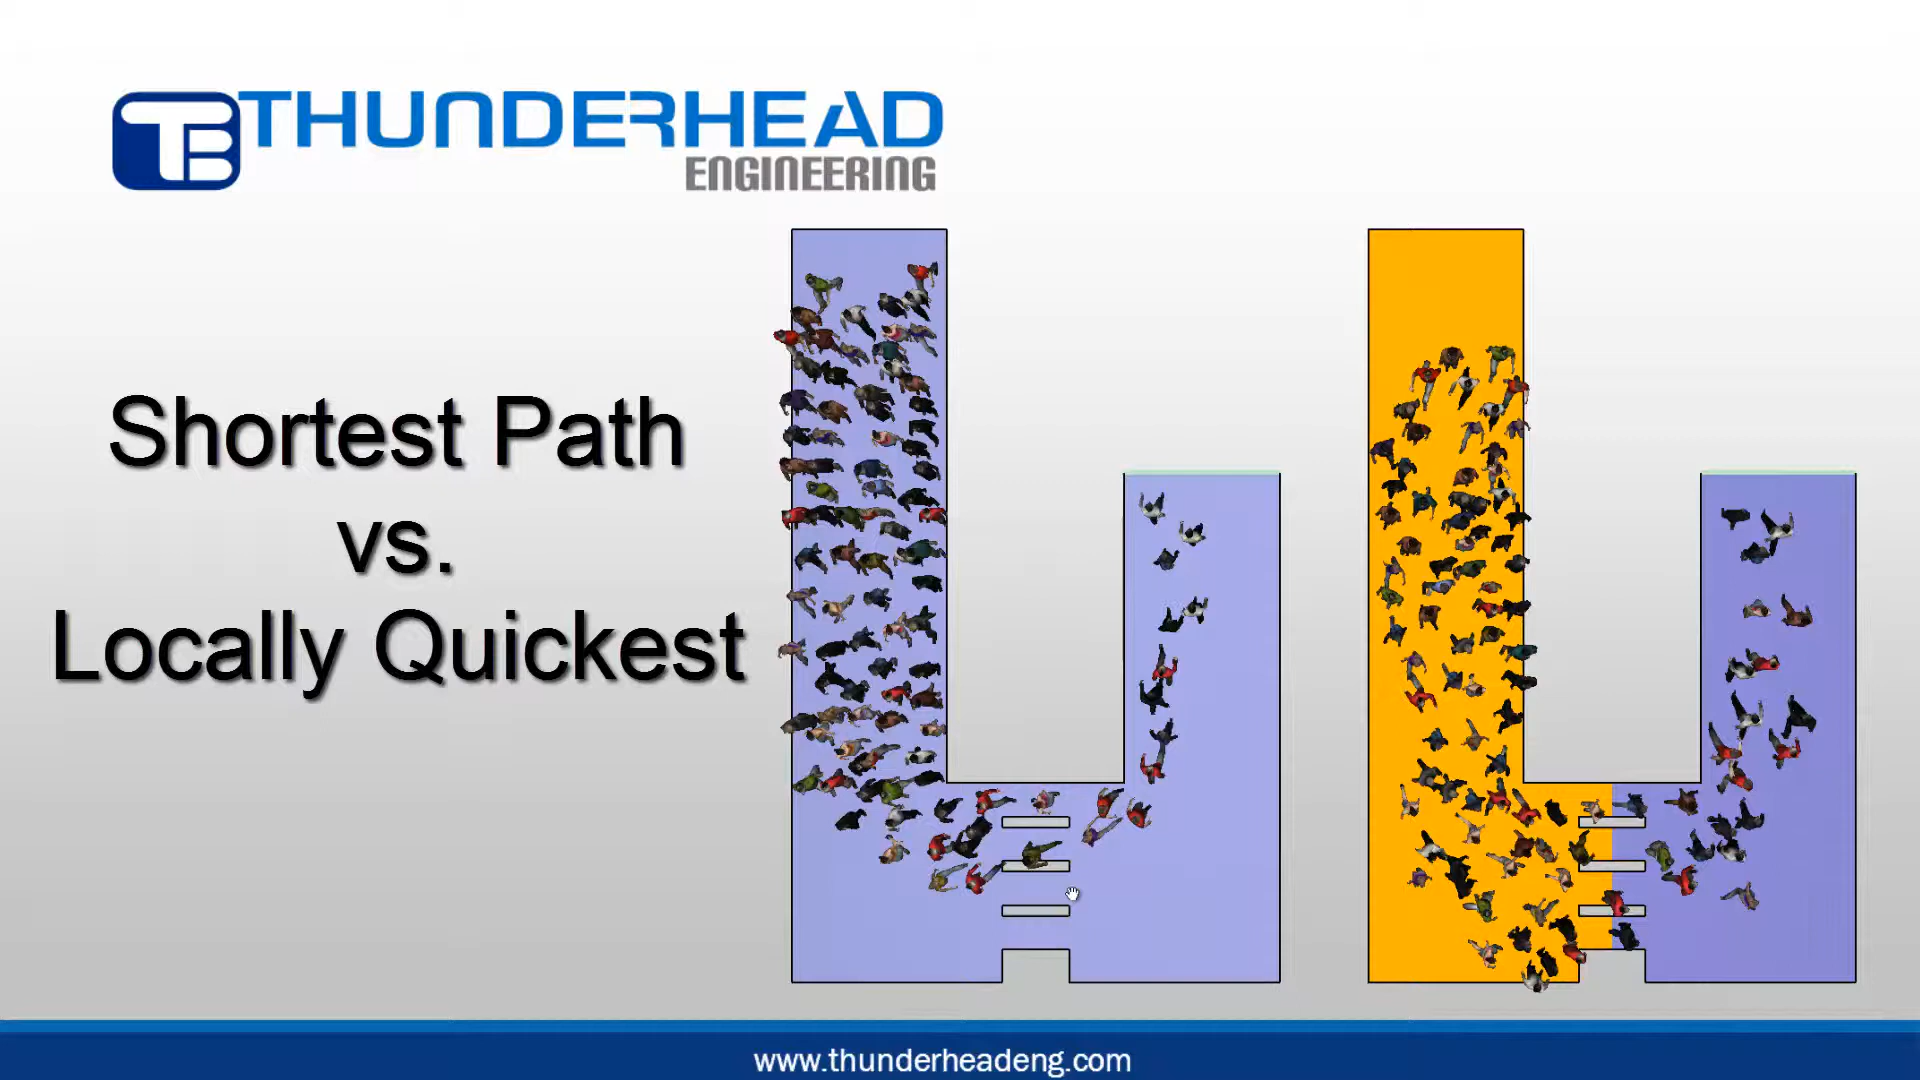 THUNDERHEAD
ENGINEERING
Shortest Path
vs.
Locally Quickest
www.thunderheadeng.com